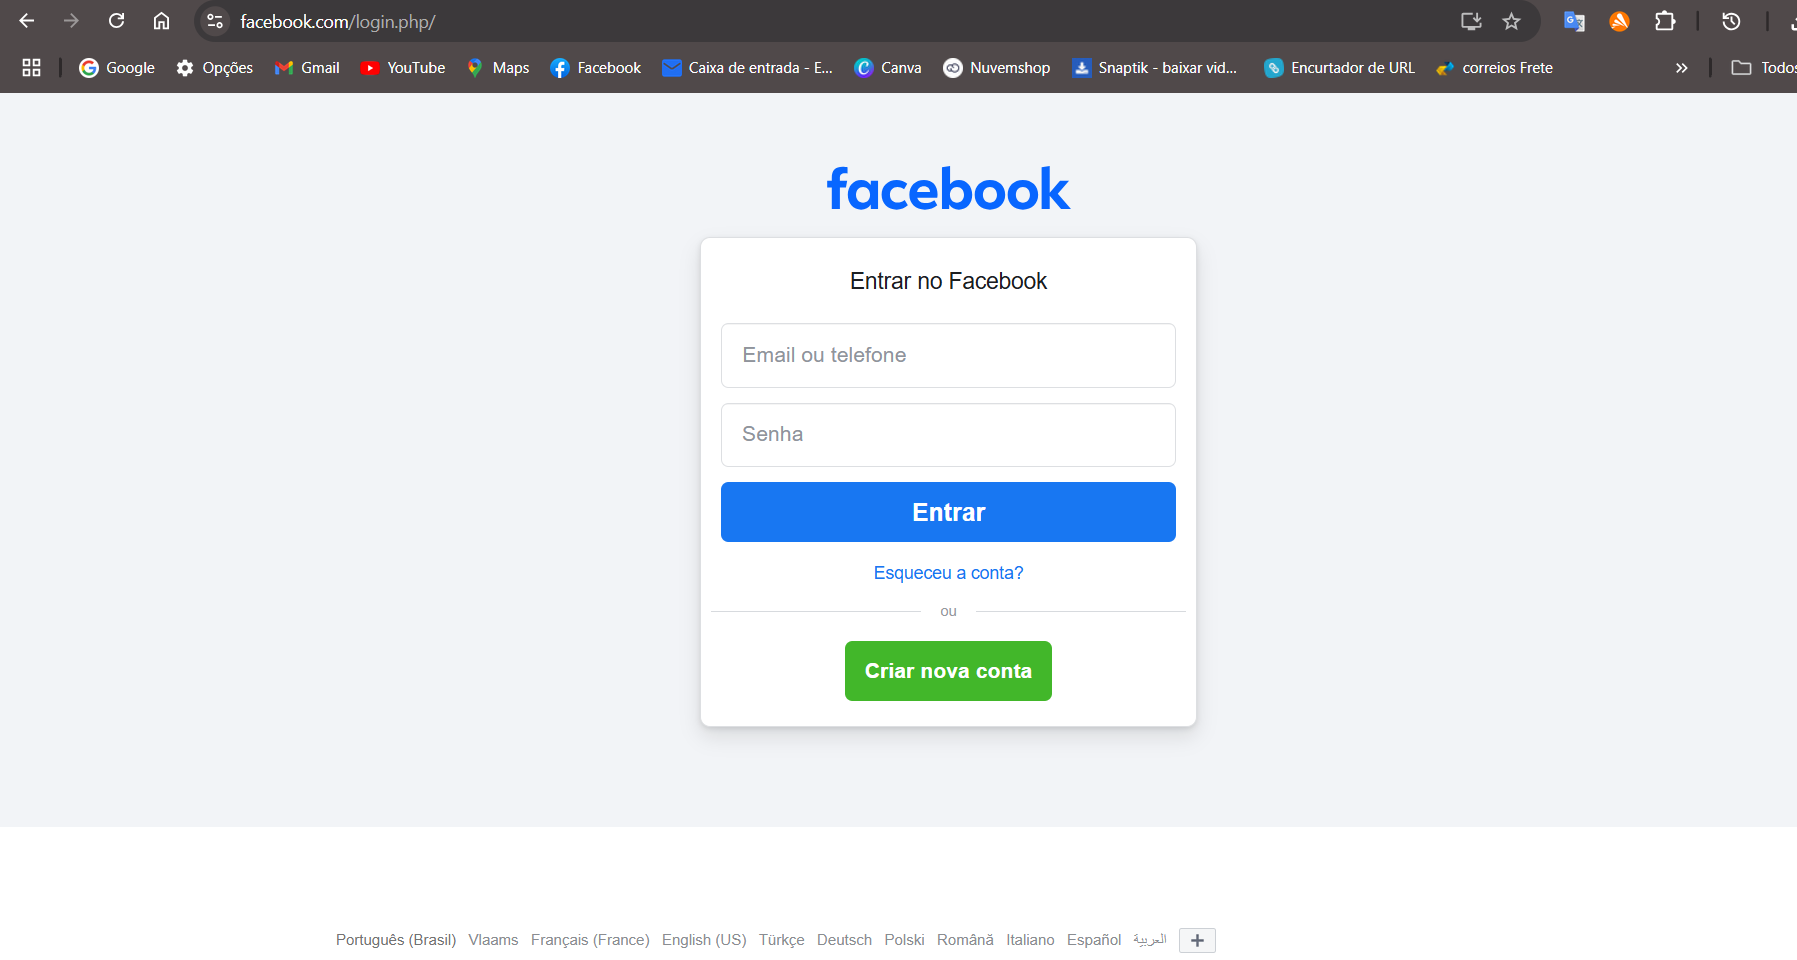 facebook.com/login.php/
Google Opções Gmail YouTube Maps Facebook Caixa de entrada - E... Canva Nuvemshop Snaptik - baixar vid... Encurtador de URL correios Frete Todos
facebook
Entrar no Facebook
Email ou telefone
Senha
Entrar
Esqueceu a conta?
ou
Criar nova conta
Português (Brasil) Vlaams Français (France) English (US) Türkçe Deutsch Polski Română Italiano Español العربية